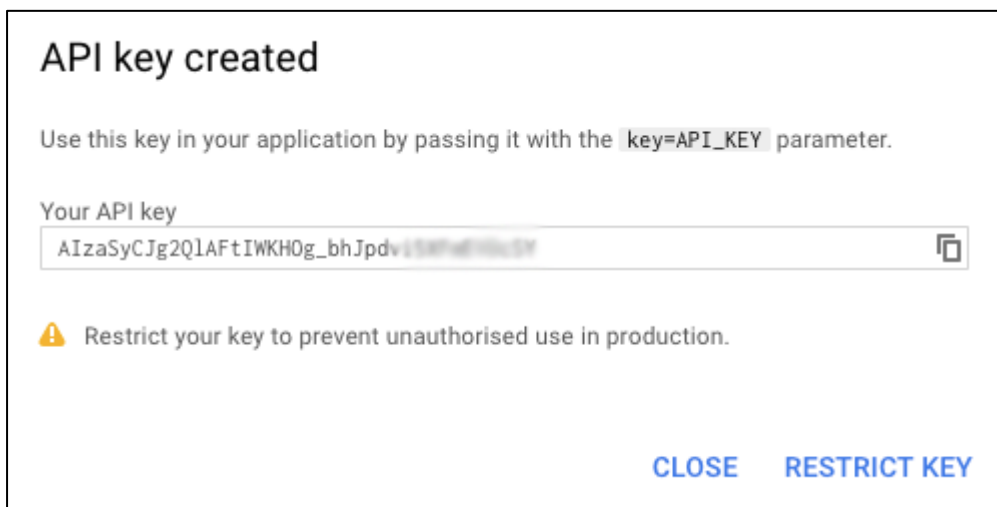 API key created
Use this key in your application by passing it with the key=API_KEY parameter.
Your API key
AIzaSyCJg2QlAFtIWKHOg_bhJpd
Restrict your key to prevent unauthorised use in production.
CLOSE RESTRICT KEY